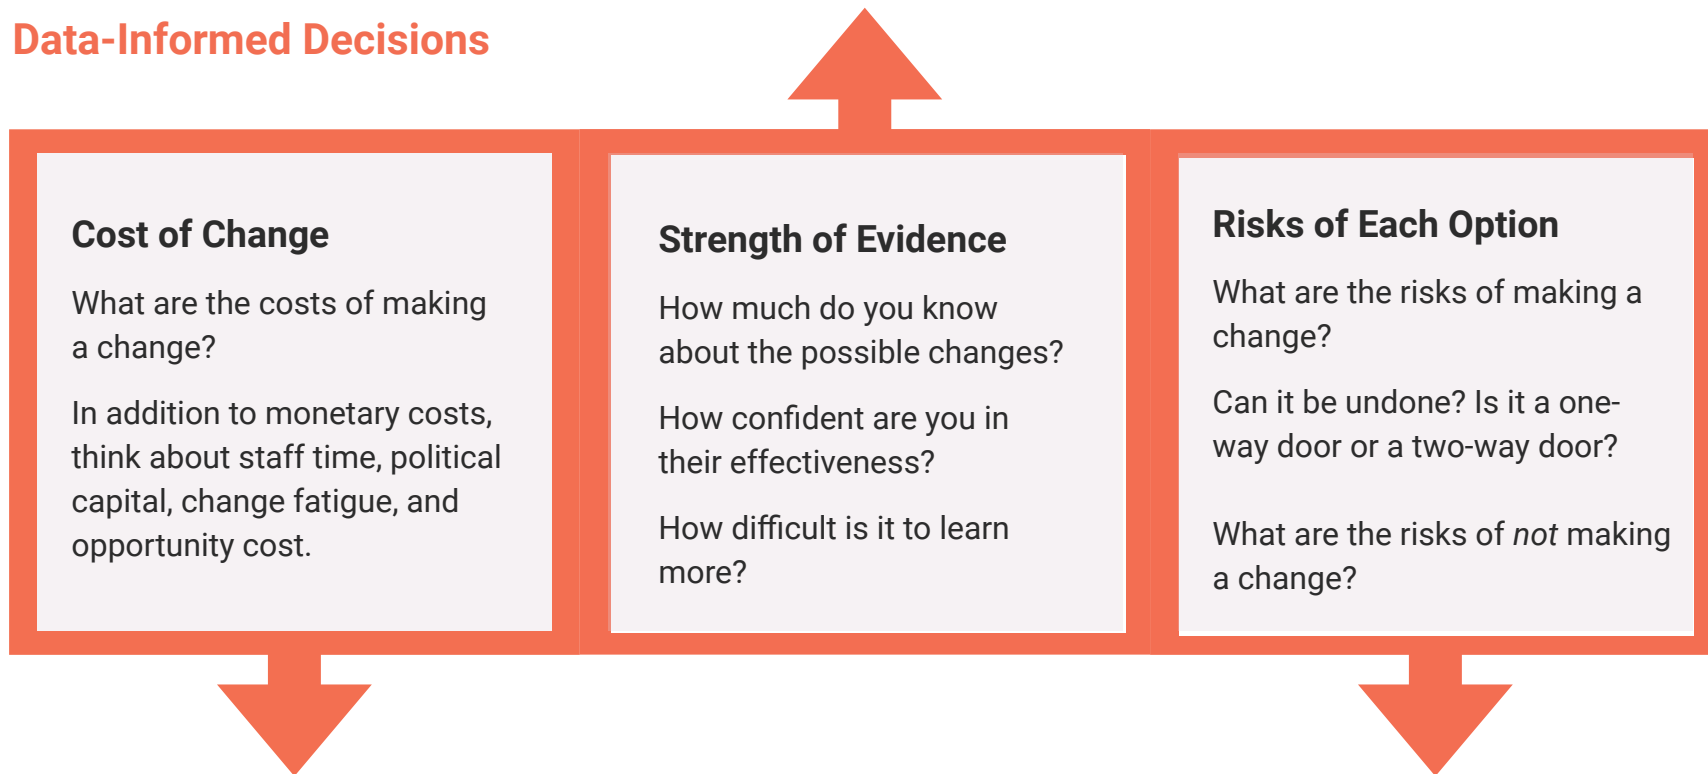 Data-Informed Decisions
Cost of Change
What are the costs of making
a change?
In addition to monetary costs,
think about staff time, political
capital, change fatigue, and
opportunity cost.
Strength of Evidence
How much do you know
about the possible changes?
How confident are you in
their effectiveness?
How difficult is it to learn
more?
Risks of Each Option
What are the risks of making a
change?
Can it be undone? Is it a one-
way door or a two-way door?
What are the risks of not making
a change?